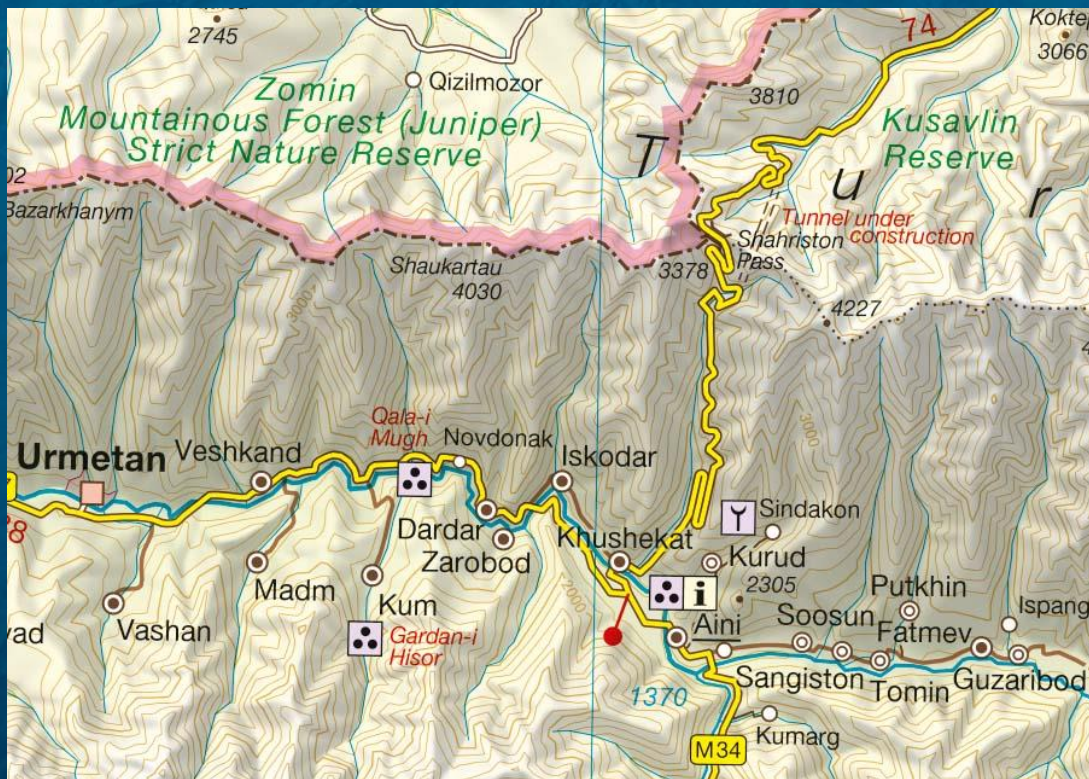 2745
Koktep
3066
74
Qizilmozor
Zomin
Mountainous Forest (Juniper)
Strict Nature Reserve
3810
Kusavlin
Reserve
T
u
r
02
Bazarkhanym
Tunnel under
construction
Shahriston
Pass
3378
Shaukartau
4030
3000
4227
4
Qala-i
Mugh
Novdonak
Iskodar
3000
Urmetan
Veshkand
Sindakon
38
Dardar
Zarobod
Khushekat
Kurud
2305
Putkhin
Madm
Kum
2000
i
Aini
Soosun
Fatmev
Ispang
vad
Vashan
Gardan-i
Hisor
1370
Sangiston
Tomin
Guzaribod
Kumarg
M34